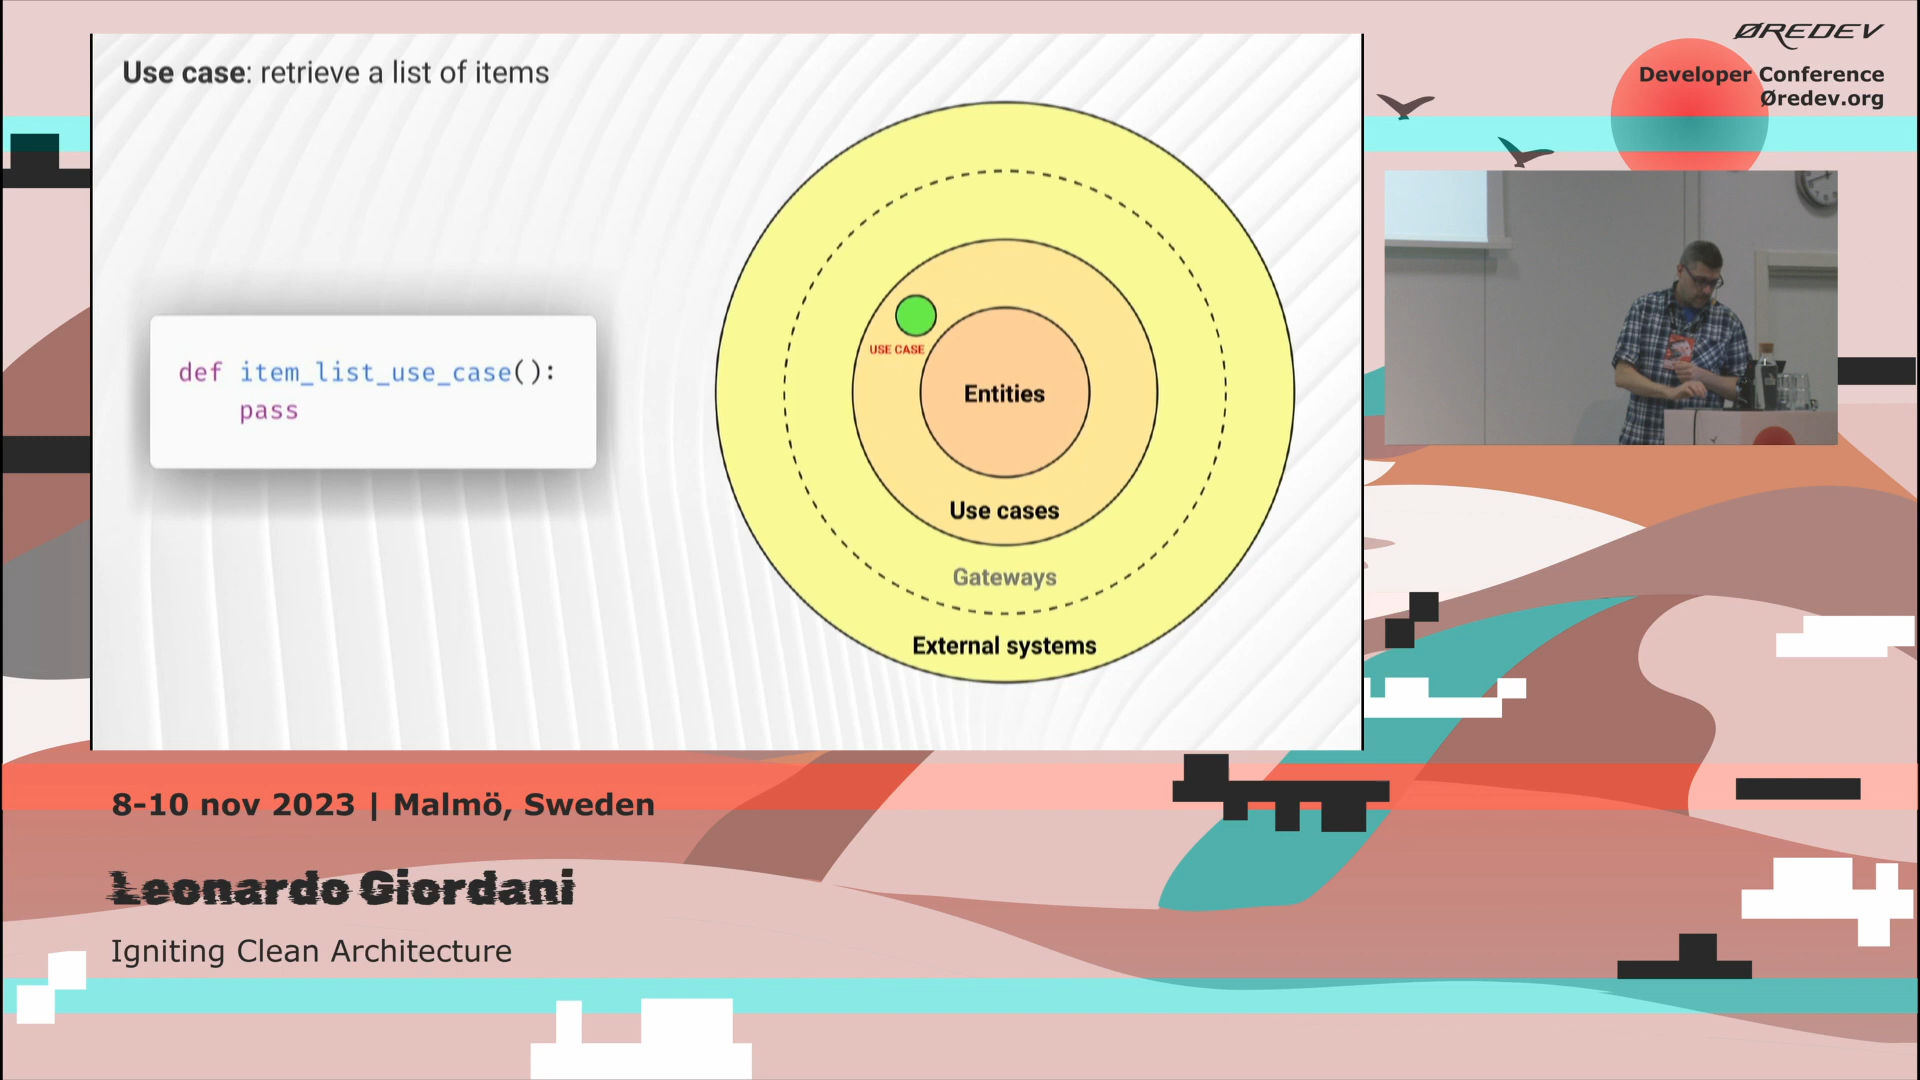 Use case: retrieve a list of items
def item_list_use_case():
pass
USE CASE
Entities
Use cases
Gateways
External systems
ØREDEV
Developer Conference
Øredev.org
8-10 nov 2023 | Malmö, Sweden
Leonardo Giordani
Igniting Clean Architecture